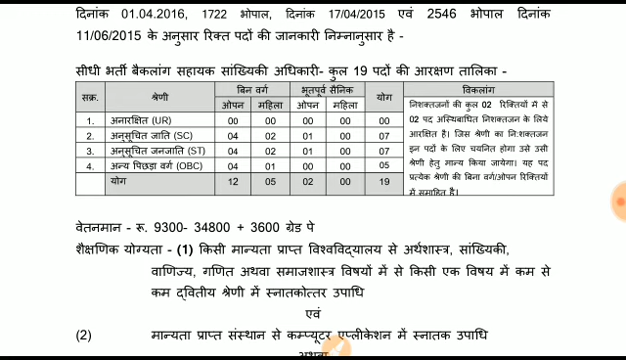 दिनांक 01.04.2016, 1722 भोपाल, दिनांक 17/04/2015 एवं 2546 भोपाल दिनांक
11/06/2015 के अनुसार रिक्त पदों की जानकारी निम्नानुसार है -
सीधी भर्ती बैकलांग सहायक सांख्यिकी अधिकारी- कुल 19 पदों की आरक्षण तालिका -
सक्र. श्रेणी बिन वर्ग भूतपूर्व सैनिक योग विकलांग
ओपन महिला ओपन महिला
1. अनारक्षित (UR) 00 00 00 00 00
2. अनुसूचित जाति (SC) 04 02 01 00 07
3. अनुसूचित जनजाति (ST) 04 02 01 00 07
4. अन्य पिछड़ा वर्ग (OBC) 04 01 00 00 05
योग 12 05 02 00 19
निशक्तजनों की कुल 02 रिक्तियों में से
02 पद अस्थिबाधित निशक्तजन के लिये
आरक्षित है। जिस श्रेणी का नि:शक्तजन
इन पदों के लिए चयनित होगा उसे उसी
श्रेणी हेतु मान्य किया जायेगा। यह पद
प्रत्येक श्रेणी की बिना वर्ग/ओपन रिक्तियों
में समाहित है।
वेतनमान - रू. 9300- 34800 + 3600 ग्रेड पे
शैक्षणिक योग्यता - (1) किसी मान्यता प्राप्त विश्वविद्यालय से अर्थशास्त्र, सांख्यिकी,
वाणिज्य, गणित अथवा समाजशास्त्र विषयों में से किसी एक विषय में कम से
कम द्वितीय श्रेणी में स्नातकोत्तर उपाधि
एवं
(2) मान्यता प्राप्त संस्थान से कम्प्यूटर एप्लीकेशन में स्नातक उपाधि
अथवा